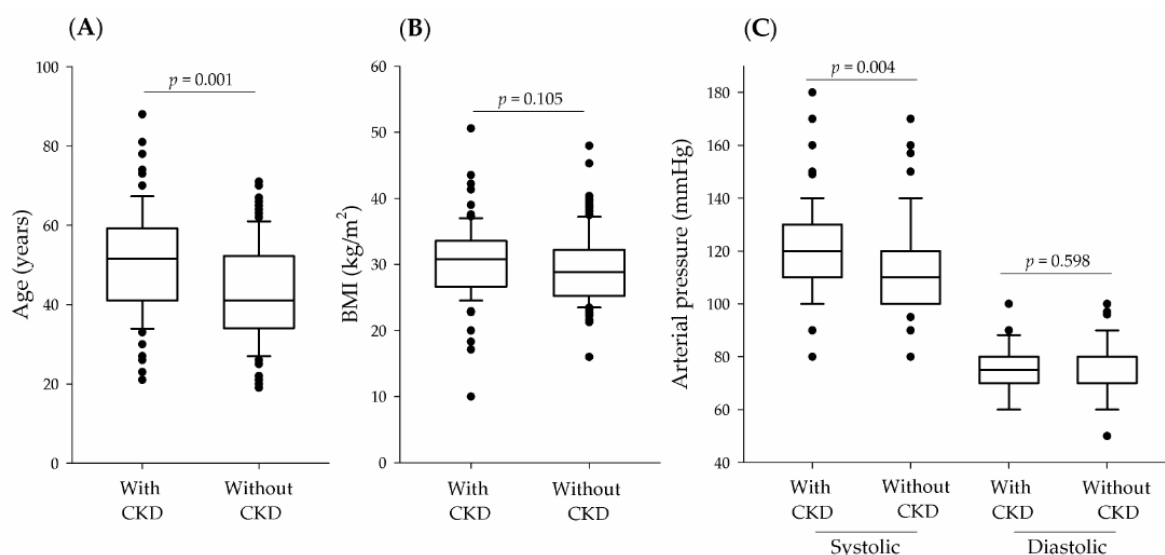 (A)
p = 0.001
100
80
60
40
20
0
Age (years)
With CKD
Without CKD
(B)
p = 0.105
60
50
40
30
20
10
0
BMI (kg/m²)
With CKD
Without CKD
(C)
p = 0.004
p = 0.598
180
160
140
120
100
80
60
40
Arterial pressure (mmHg)
With CKD
Without CKD
With CKD
Without CKD
Systolic
Diastolic